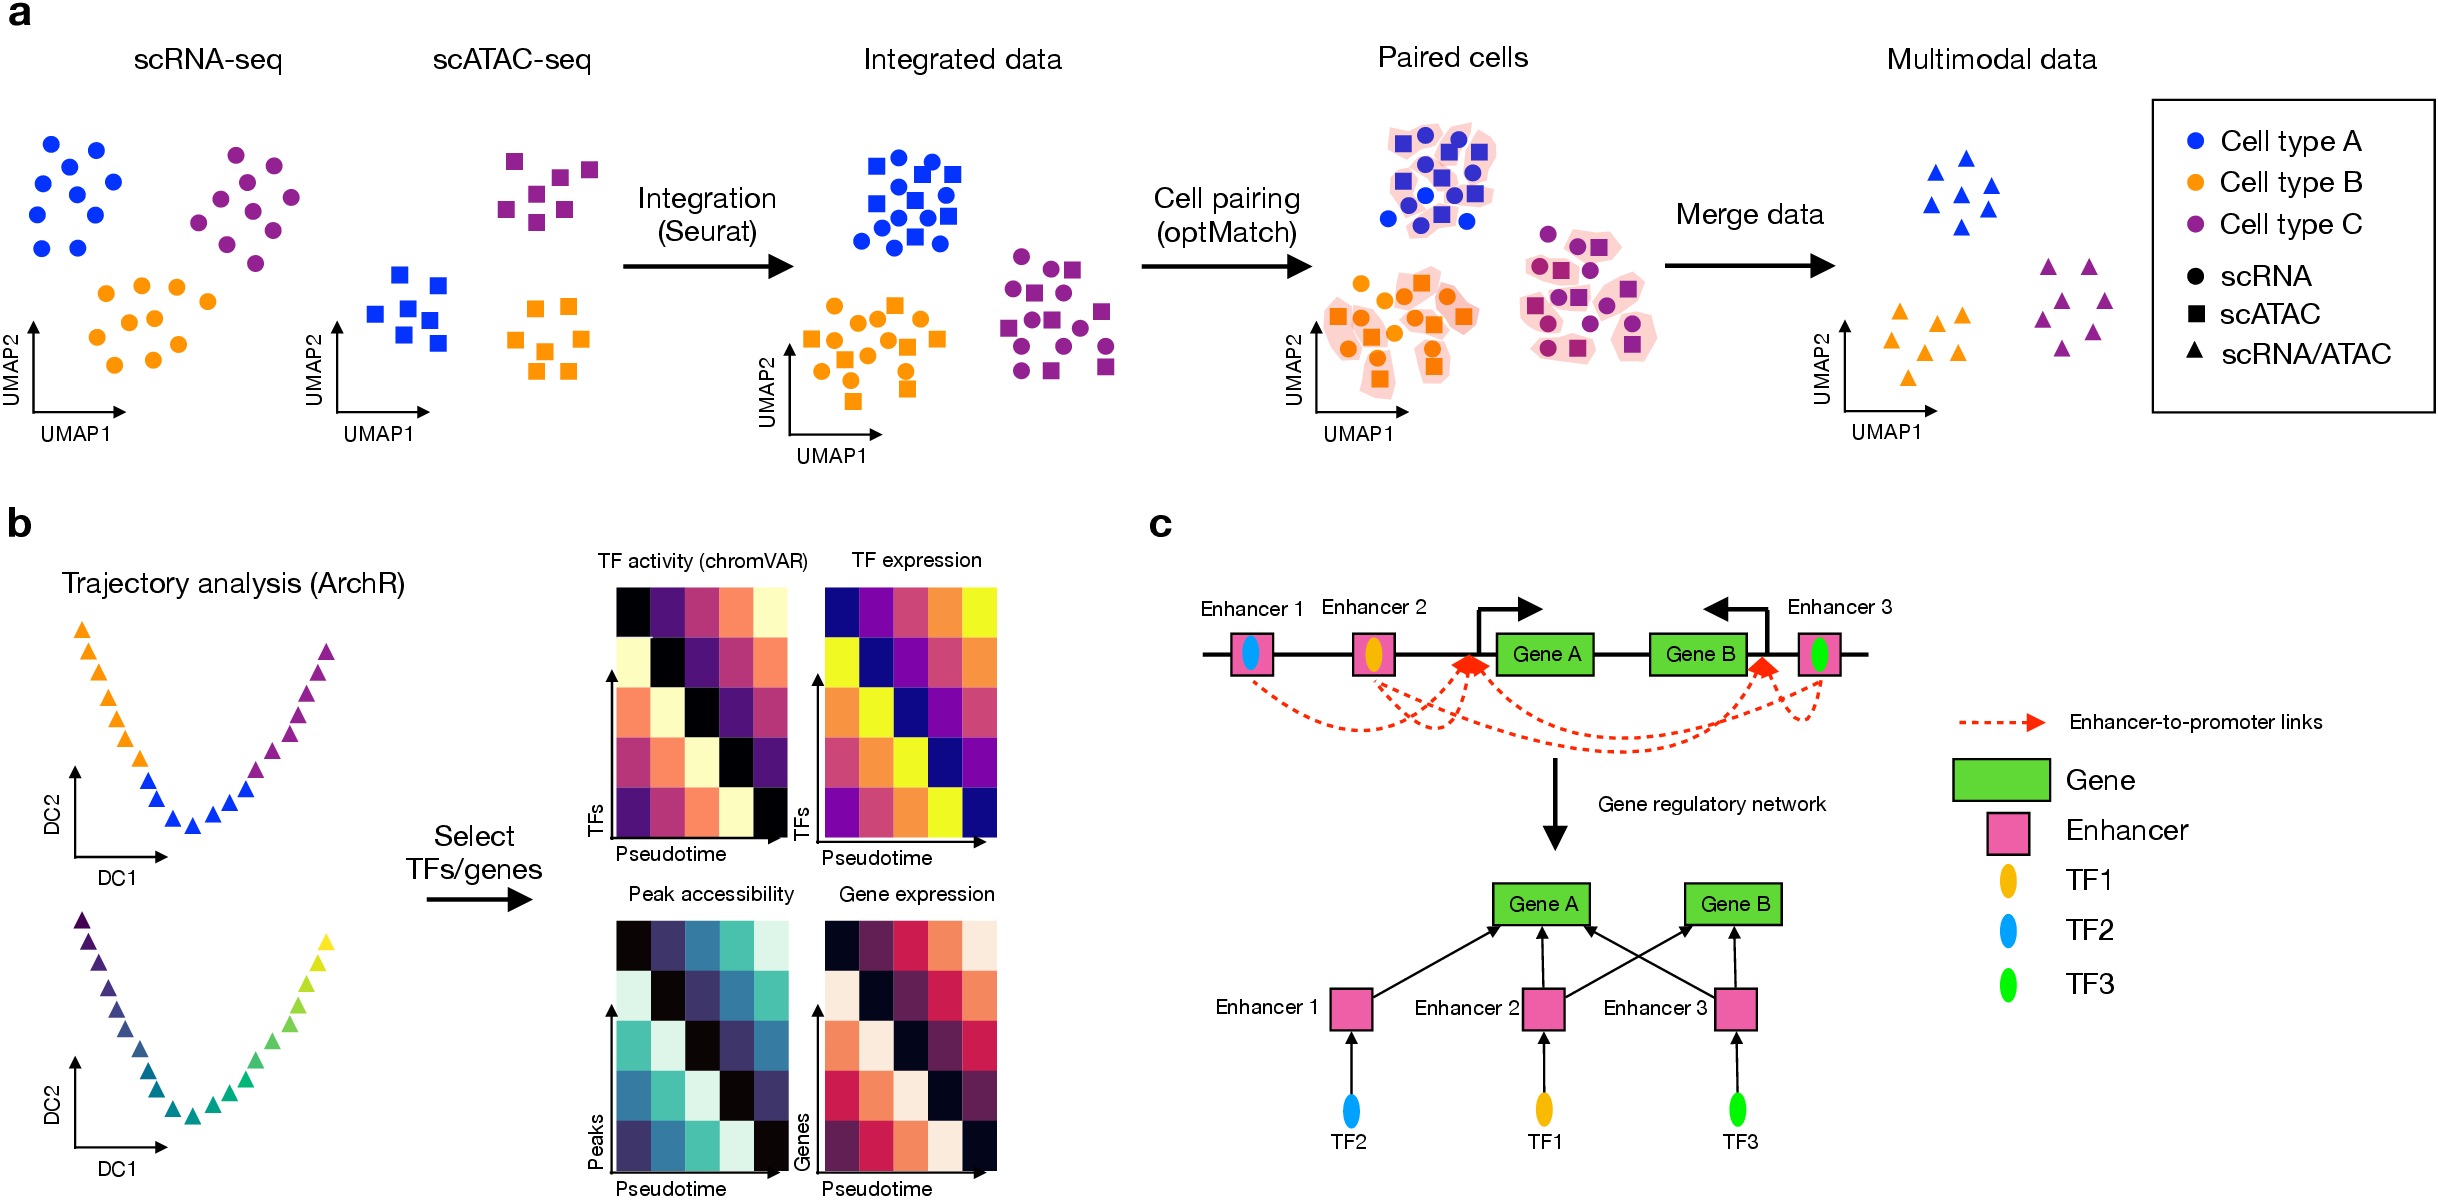 a
scRNA-seq
scATAC-seq
Integrated data
Paired cells
Multimodal data
Integration
(Seurat)
Cell pairing
(optMatch)
Merge data
UMAP2
UMAP1
UMAP2
UMAP1
UMAP2
UMAP1
UMAP2
UMAP1
UMAP2
UMAP1
Cell type A
Cell type B
Cell type C
scRNA
scATAC
scRNA/ATAC
b
Trajectory analysis (ArchR)
DC2
DC1
DC2
DC1
Select
TFs/genes
TF activity (chromVAR)
TFs
Pseudotime
TF expression
TFs
Pseudotime
Peak accessibility
Peaks
Pseudotime
Gene expression
Genes
Pseudotime
c
Enhancer 1
Enhancer 2
Enhancer 3
Gene A
Gene B
Gene regulatory network
Gene A
Gene B
Enhancer 1
Enhancer 2
Enhancer 3
TF2
TF1
TF3
Enhancer-to-promoter links
Gene
Enhancer
TF1
TF2
TF3